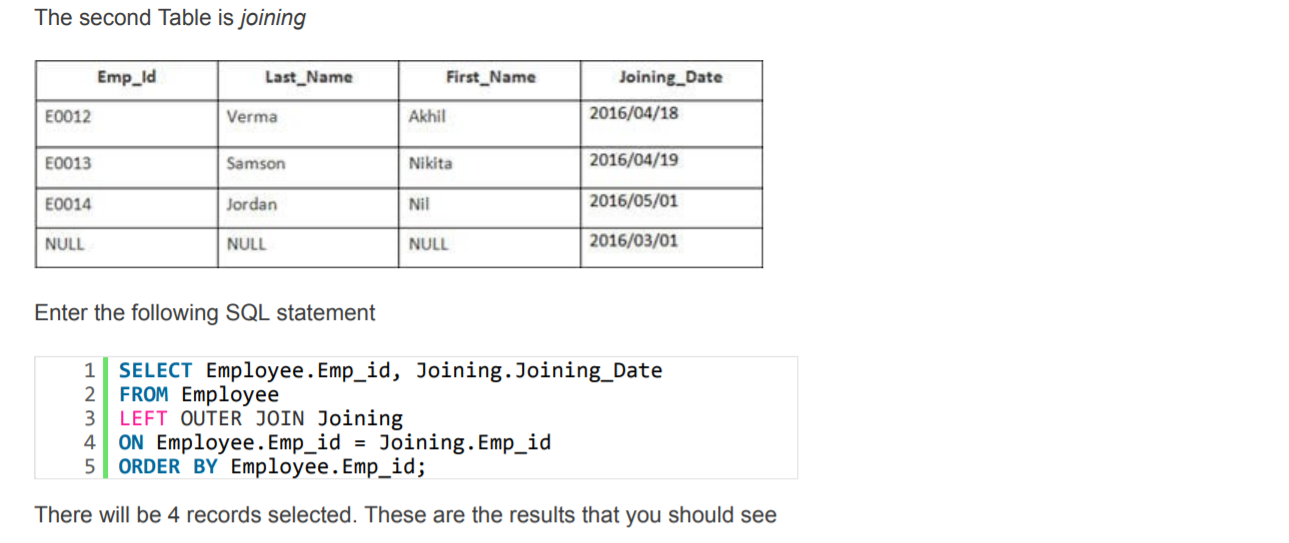 The second Table is joining
Emp_Id Last_Name First_Name Joining_Date
E0012 Verma Akhil 2016/04/18
E0013 Samson Nikita 2016/04/19
E0014 Jordan Nil 2016/05/01
NULL NULL NULL 2016/03/01
Enter the following SQL statement
1 SELECT Employee.Emp_id, Joining.Joining_Date
2 FROM Employee
3 LEFT OUTER JOIN Joining
4 ON Employee.Emp_id = Joining.Emp_id
5 ORDER BY Employee.Emp_id;
There will be 4 records selected. These are the results that you should see